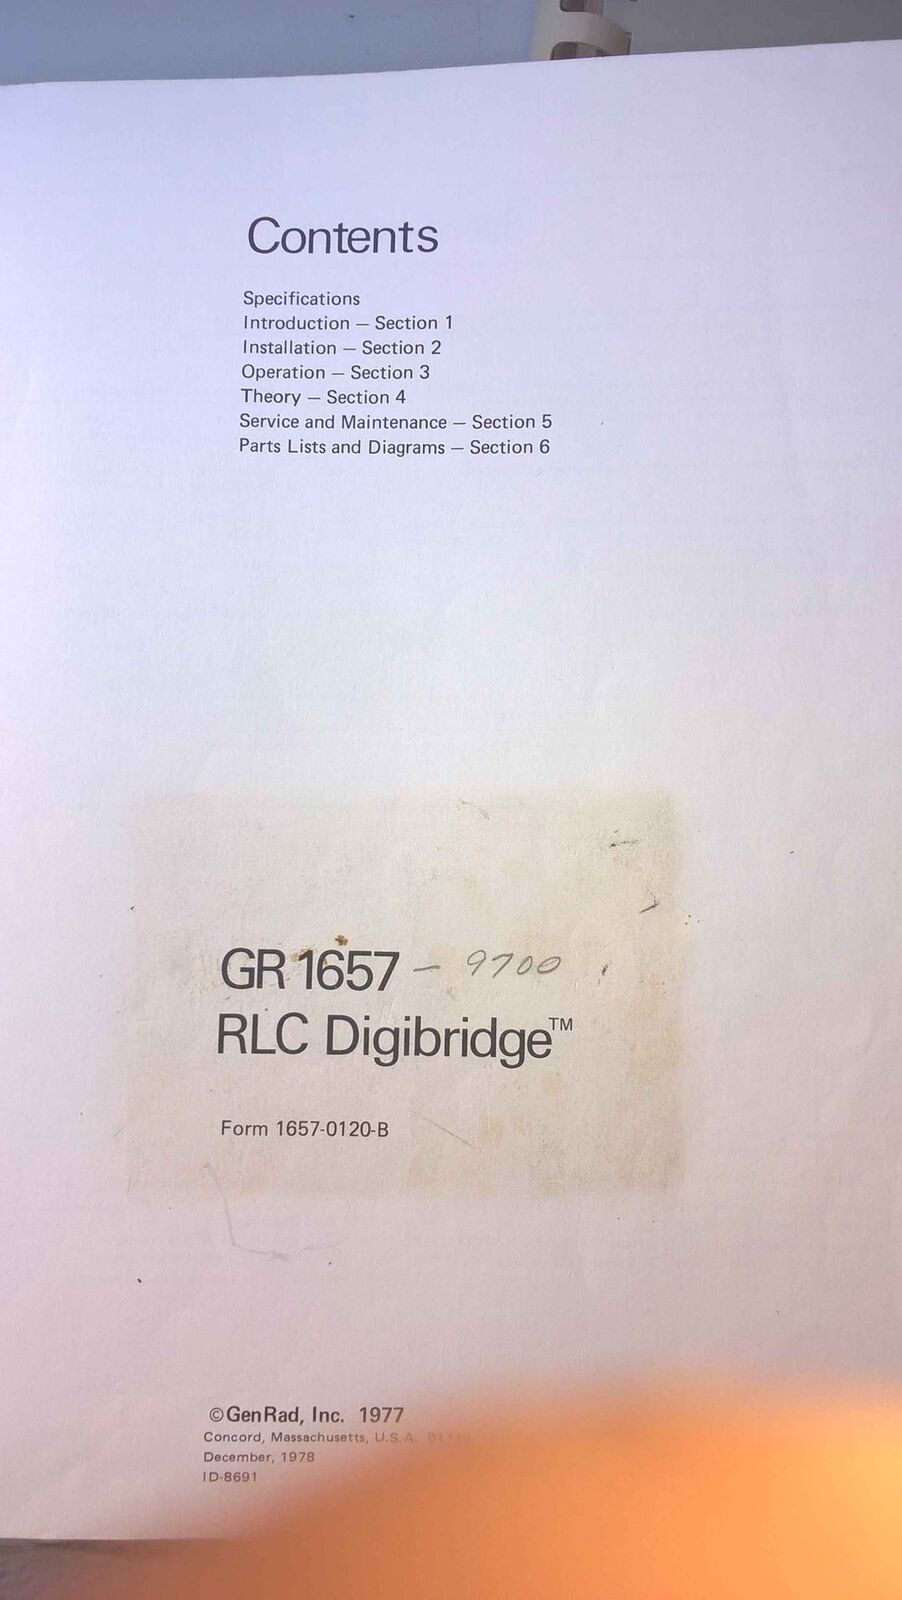 Contents
Specifications
Introduction – Section 1
Installation – Section 2
Operation – Section 3
Theory – Section 4
Service and Maintenance – Section 5
Parts Lists and Diagrams – Section 6
GR 1657 – 9700
RLC Digibridge™
Form 1657-0120-B
©GenRad, Inc. 1977
Concord, Massachusetts, U.S.A.
December, 1978
ID-8691